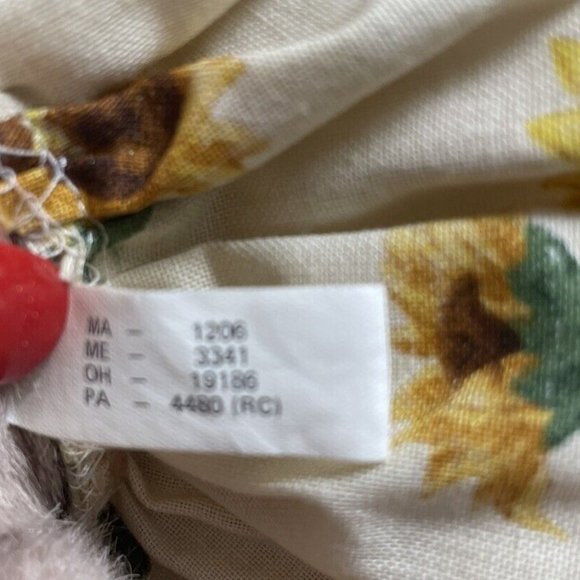 MA - 1206
ME - 3341
OH - 19186
PA - 4480 (RC)